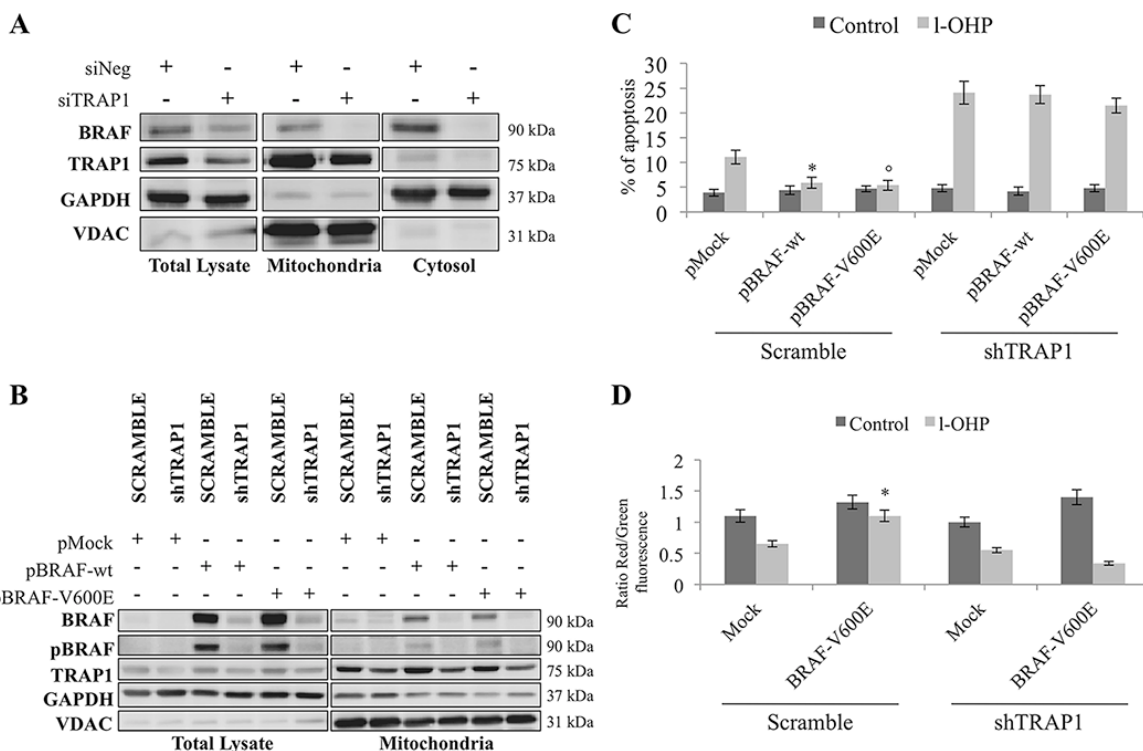 A
siNeg + - + - + -
siTRAP1 - + - + - +
BRAF 90 kDa
TRAP1 75 kDa
GAPDH 37 kDa
VDAC 31 kDa
Total Lysate Mitochondria Cytosol
B
SCRAMBLE shTRAP1 SCRAMBLE shTRAP1 SCRAMBLE shTRAP1 SCRAMBLE shTRAP1 SCRAMBLE shTRAP1 SCRAMBLE shTRAP1
pMock + + - - - - + + - - - -
pBRAF-wt - - + + - - - - + + - -
pBRAF-V600E - - - - + + - - - - + +
BRAF 90 kDa
pBRAF 90 kDa
TRAP1 75 kDa
GAPDH 37 kDa
VDAC 31 kDa
Total Lysate Mitochondria
C
Control l-OHP
% of apoptosis
30
25
20
15
10
5
0
* °
pMock pBRAF-wt pBRAF-V600E pMock pBRAF-wt pBRAF-V600E
Scramble shTRAP1
D
Control l-OHP
Ratio Red/Green
fluorescence
2
1.5
1
0.5
0
*
Mock BRAF-V600E Mock BRAF-V600E
Scramble shTRAP1